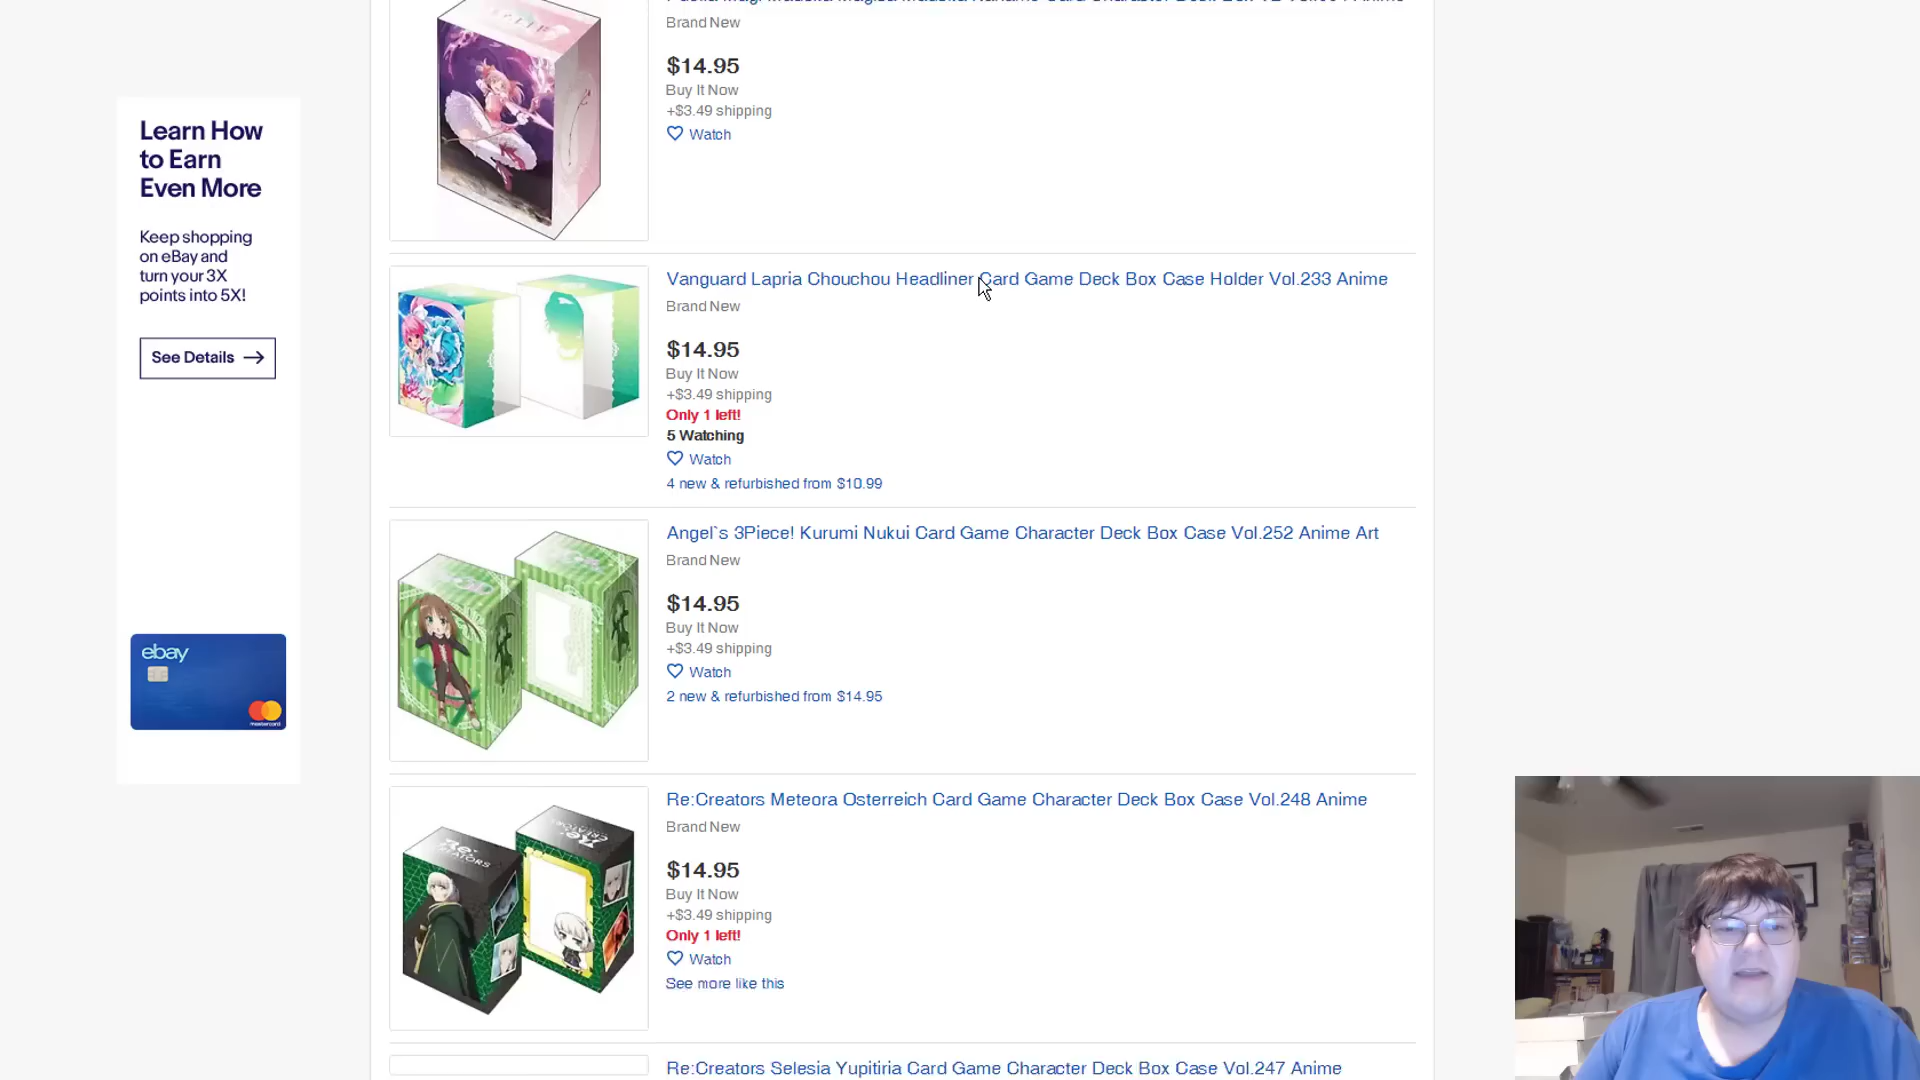 Brand New
$14.95
Buy It Now
+$3.49 shipping
Watch
Learn How
to Earn
Even More
Keep shopping
on eBay and
turn your 3X
points into 5X!
See Details
ebay
mastercard
Vanguard Lapria Chouchou Headliner Card Game Deck Box Case Holder Vol.233 Anime
Brand New
$14.95
Buy It Now
+$3.49 shipping
Only 1 left!
5 Watching
Watch
4 new & refurbished from $10.99
Angel`s 3Piece! Kurumi Nukui Card Game Character Deck Box Case Vol.252 Anime Art
Brand New
$14.95
Buy It Now
+$3.49 shipping
Watch
2 new & refurbished from $14.95
Re:Creators Meteora Osterreich Card Game Character Deck Box Case Vol.248 Anime
Brand New
$14.95
Buy It Now
+$3.49 shipping
Only 1 left!
Watch
See more like this
Re:CREATORS
Re:Creators Selesia Yupitiria Card Game Character Deck Box Case Vol.247 Anime